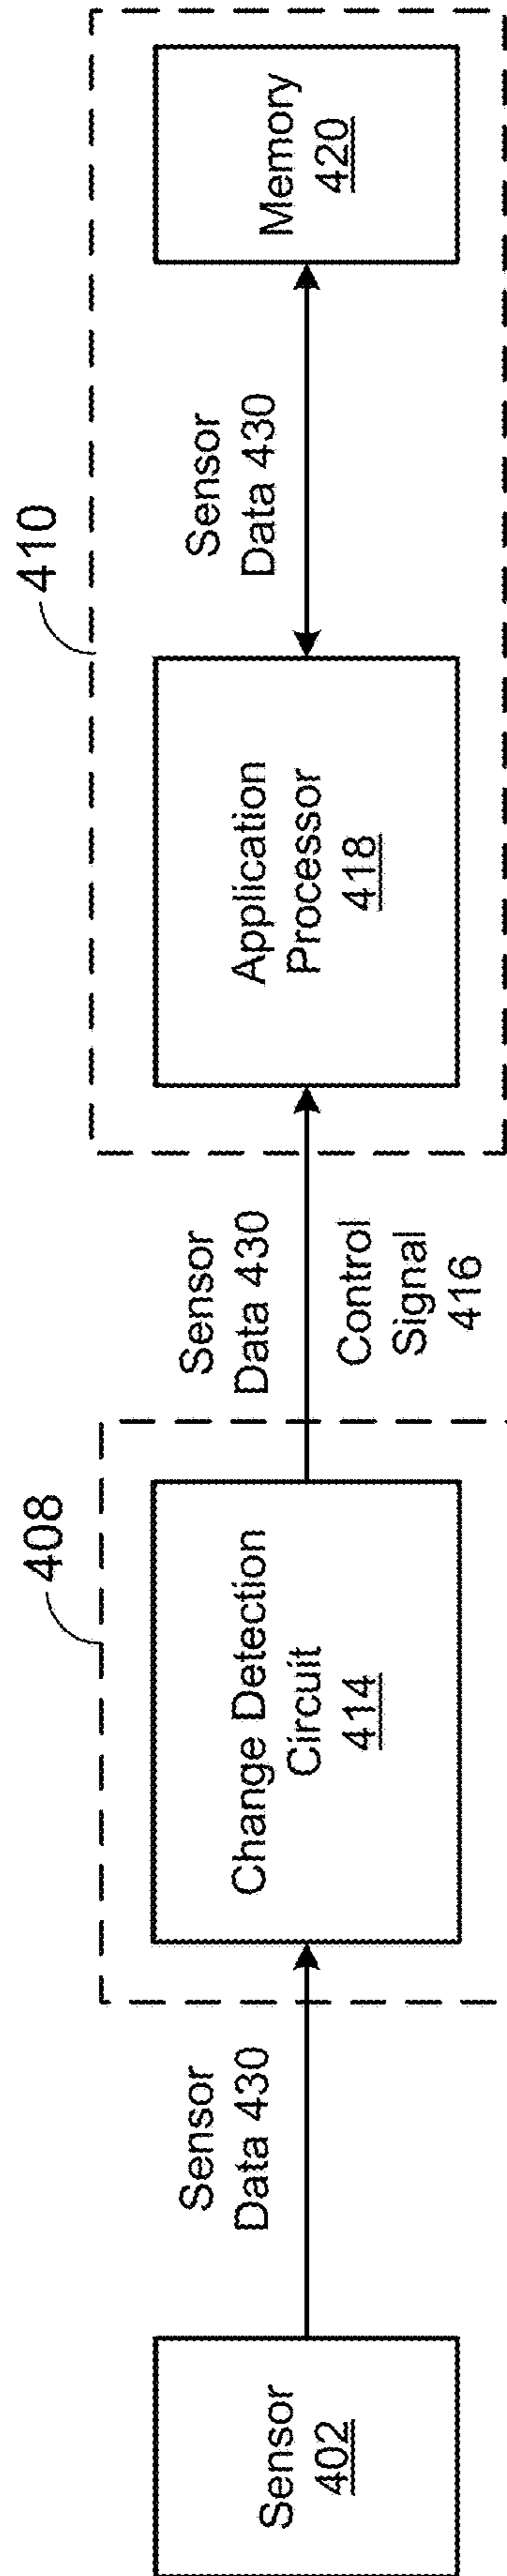 Sensor
402
Sensor
Data 430
408
Change Detection
Circuit
414
Sensor
Data 430
Control
Signal
416
410
Application
Processor
418
Sensor
Data 430
Memory
420